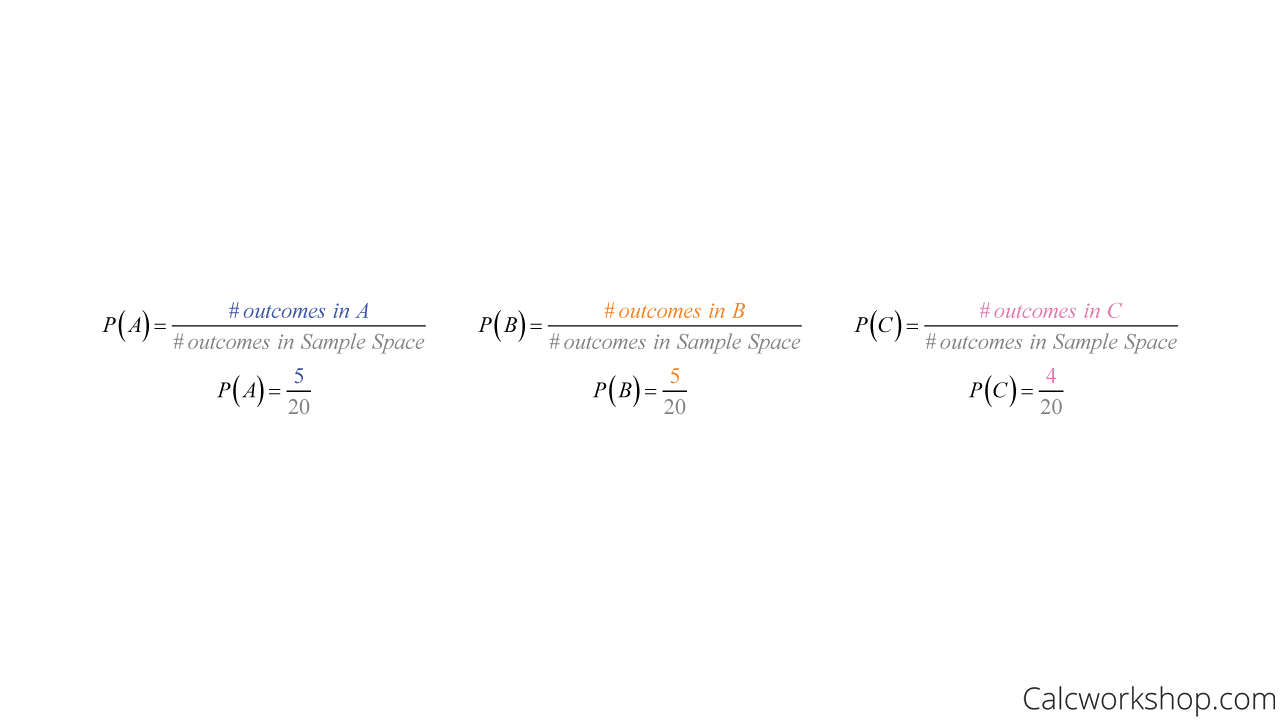 P(A) = # outcomes in A / # outcomes in Sample Space
P(B) = # outcomes in B / # outcomes in Sample Space
P(C) = # outcomes in C / # outcomes in Sample Space
P(A) = 5/20
P(B) = 5/20
P(C) = 4/20
Calcworkshop.com